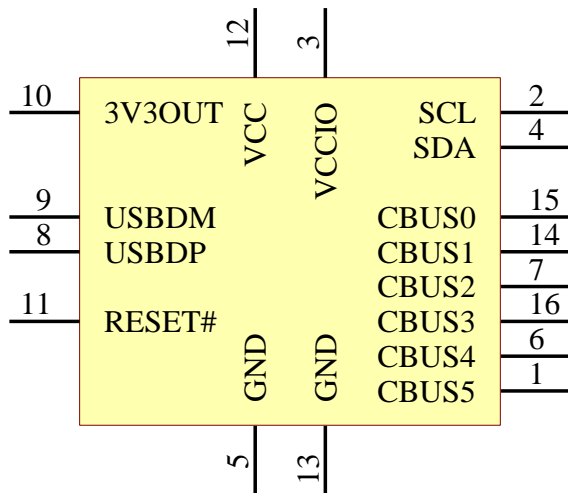 12 3
10 3V3OUT VCC VCCIO SCL 2
SDA 4
9 USBDM CBUS0 15
8 USBDP CBUS1 14
CBUS2 7
11 RESET# CBUS3 16
GND GND CBUS4 6
CBUS5 1
5 13